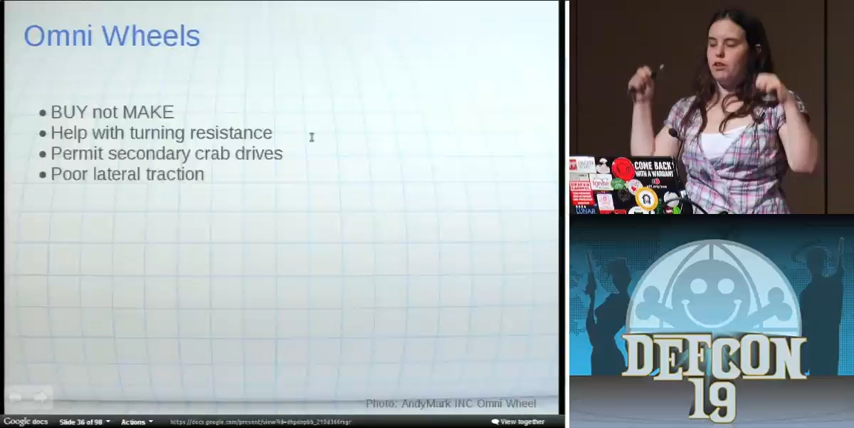 Omni Wheels
BUY not MAKE
Help with turning resistance
Permit secondary crab drives
Poor lateral traction
Photo: AndyMark INC Omni Wheel
Google docs
Slide 36 of 98
Actions
View together
COME BACK
WITH A WARRANT
DEFCON
19